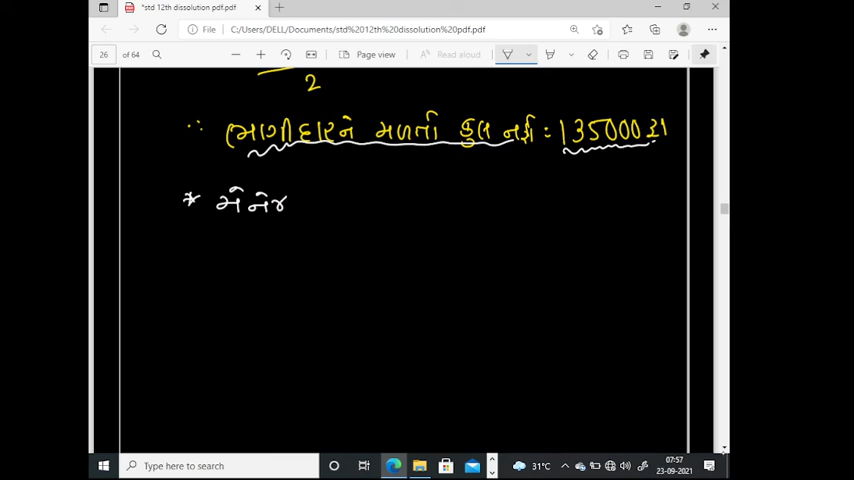 *std 12th dissolution pdf.pdf
File C:/Users/DELL/Documents/std%2012th%20dissolution%20pdf.pdf
26 of 64 Page view Read aloud
2
∴ ભાગીદારને મળતો કુલ નફો = 135000 રૂા
* મેનેજ
Type here to search 31°C 07:57
23-09-2021